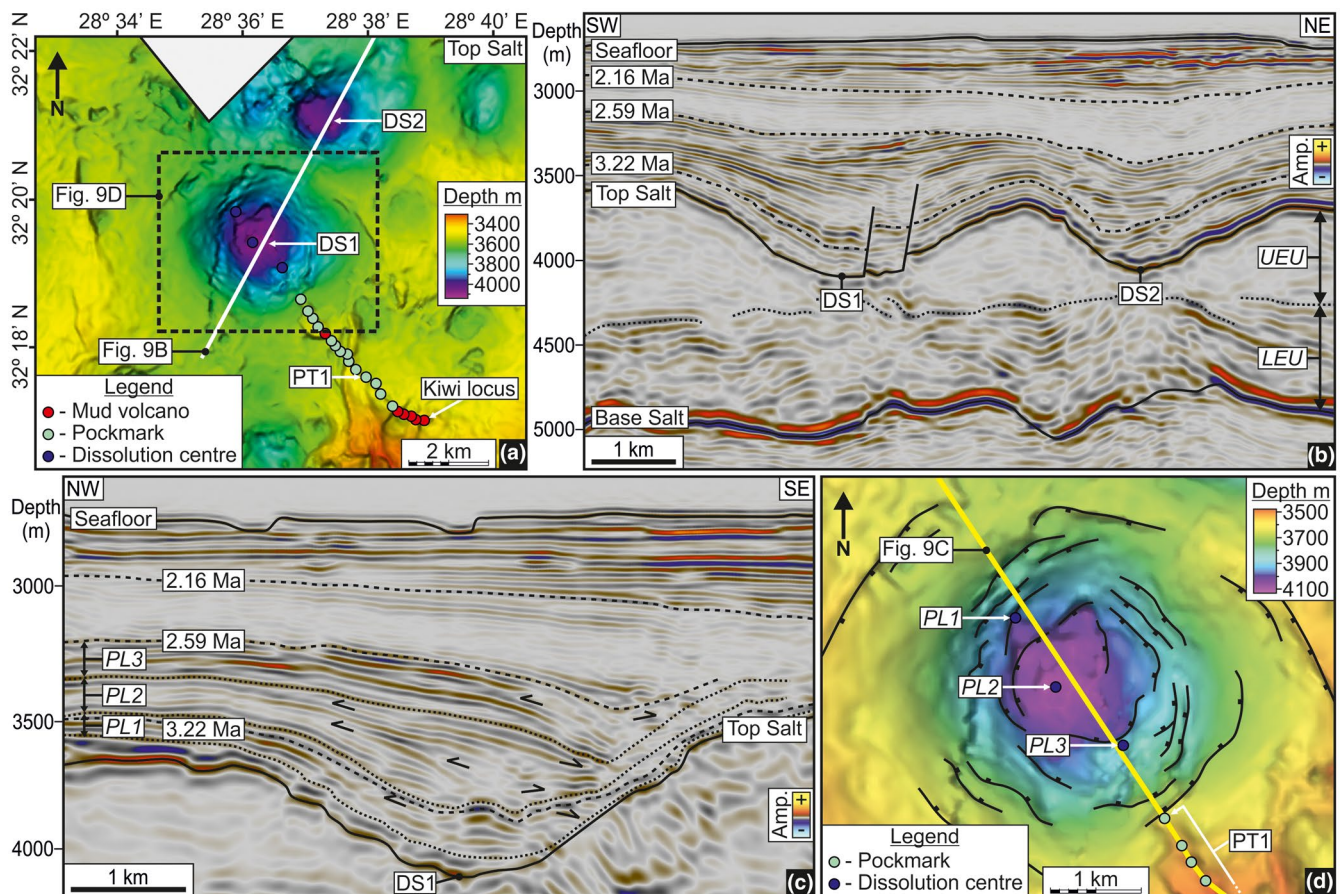 28º 34’ E 28º 36’ E 28º 38’ E 28º 40’ E
Top Salt
32º 22’ N
N
DS2
32º 20’ N
Fig. 9D
Depth m
3400
3600
3800
4000
DS1
32º 18’ N
Fig. 9B
PT1
Kiwi locus
Legend
- Mud volcano
- Pockmark
- Dissolution centre
2 km
(a)
Depth
(m)
SW
NE
Seafloor
2.16 Ma
3000
2.59 Ma
3.22 Ma
3500
Top Salt
Amp.
+
-
4000
DS1
DS2
UEU
4500
LEU
Base Salt
5000
1 km
(b)
NW
SE
Depth
(m)
Seafloor
3000
2.16 Ma
2.59 Ma
PL3
PL2
3500
PL1
3.22 Ma
Top Salt
Amp.
+
-
4000
DS1
1 km
(c)
N
Fig. 9C
Depth m
3500
3700
3900
4100
PL1
PL2
PL3
PT1
Legend
- Pockmark
- Dissolution centre
1 km
(d)